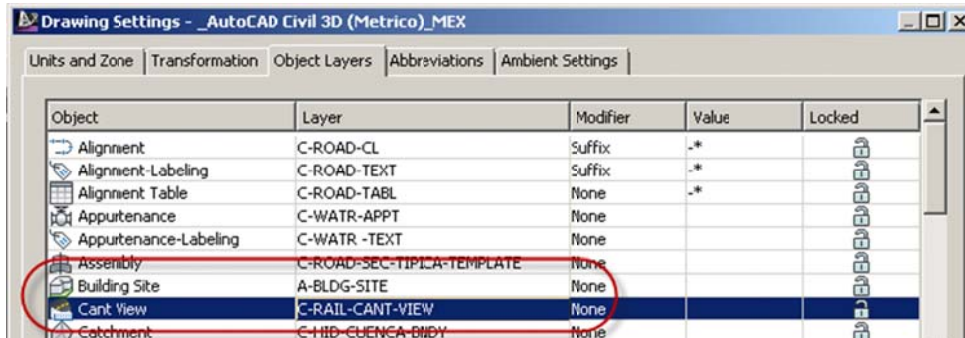 Drawing Settings - _AutoCAD Civil 3D (Metrico)_MEX
Units and Zone Transformation Object Layers Abbreviations Ambient Settings
Object Layer Modifier Value Locked
Alignment C-ROAD-CL Suffix -*
Alignment-Labeling C-ROAD-TEXT Suffix -*
Alignment Table C-ROAD-TABL None -*
Appurtenance C-WATR-APPT None
Appurtenance-Labeling C-WATR -TEXT None
Assembly C-ROAD-SEC-TIPICA-TEMPLATE None
Building Site A-BLDG-SITE None
Cant View C-RAIL-CANT-VIEW None
Catchment C-HID-CUENCA-BNDY None